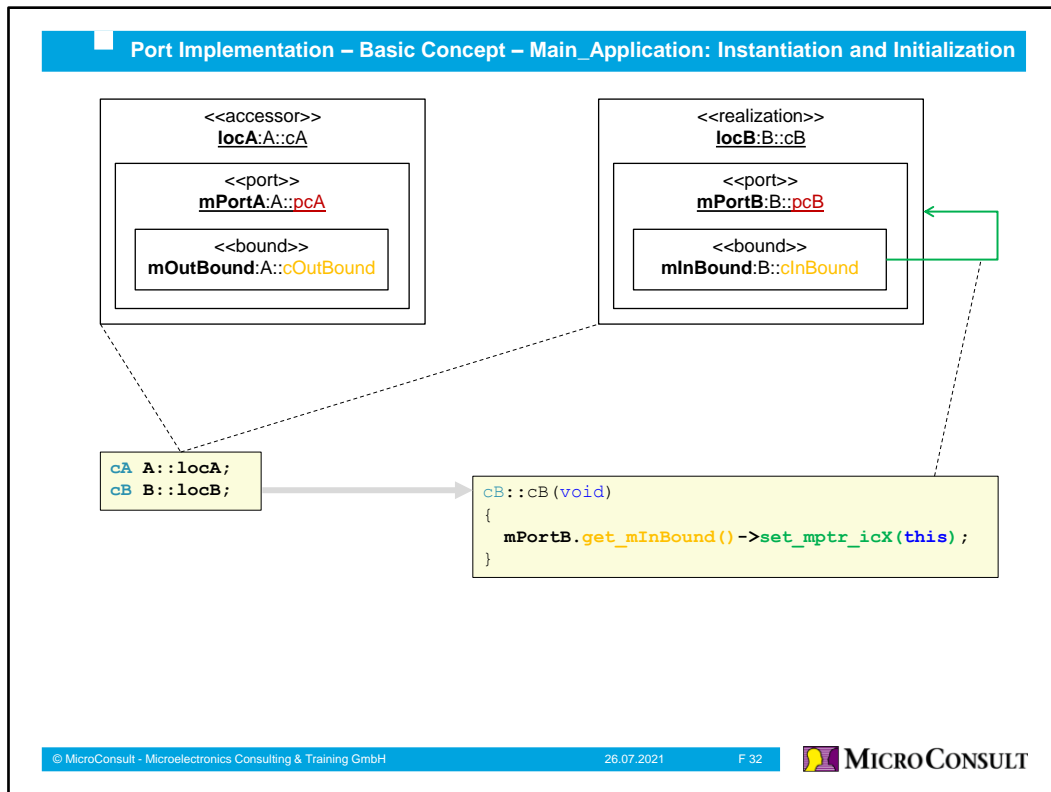 Port Implementation – Basic Concept – Main_Application: Instantiation and Initialization
<<accessor>>
locA:A::cA
<<port>>
mPortA:A::pcA
<<bound>>
mOutBound:A::cOutBound
<<realization>>
locB:B::cB
<<port>>
mPortB:B::pcB
<<bound>>
mInBound:B::cInBound
cA A::locA;
cB B::locB;
cB::cB(void)
{
mPortB.get_mInBound()->set_mptr_icX(this);
}
© MicroConsult - Microelectronics Consulting & Training GmbH
26.07.2021
F 32
MICROCONSULT